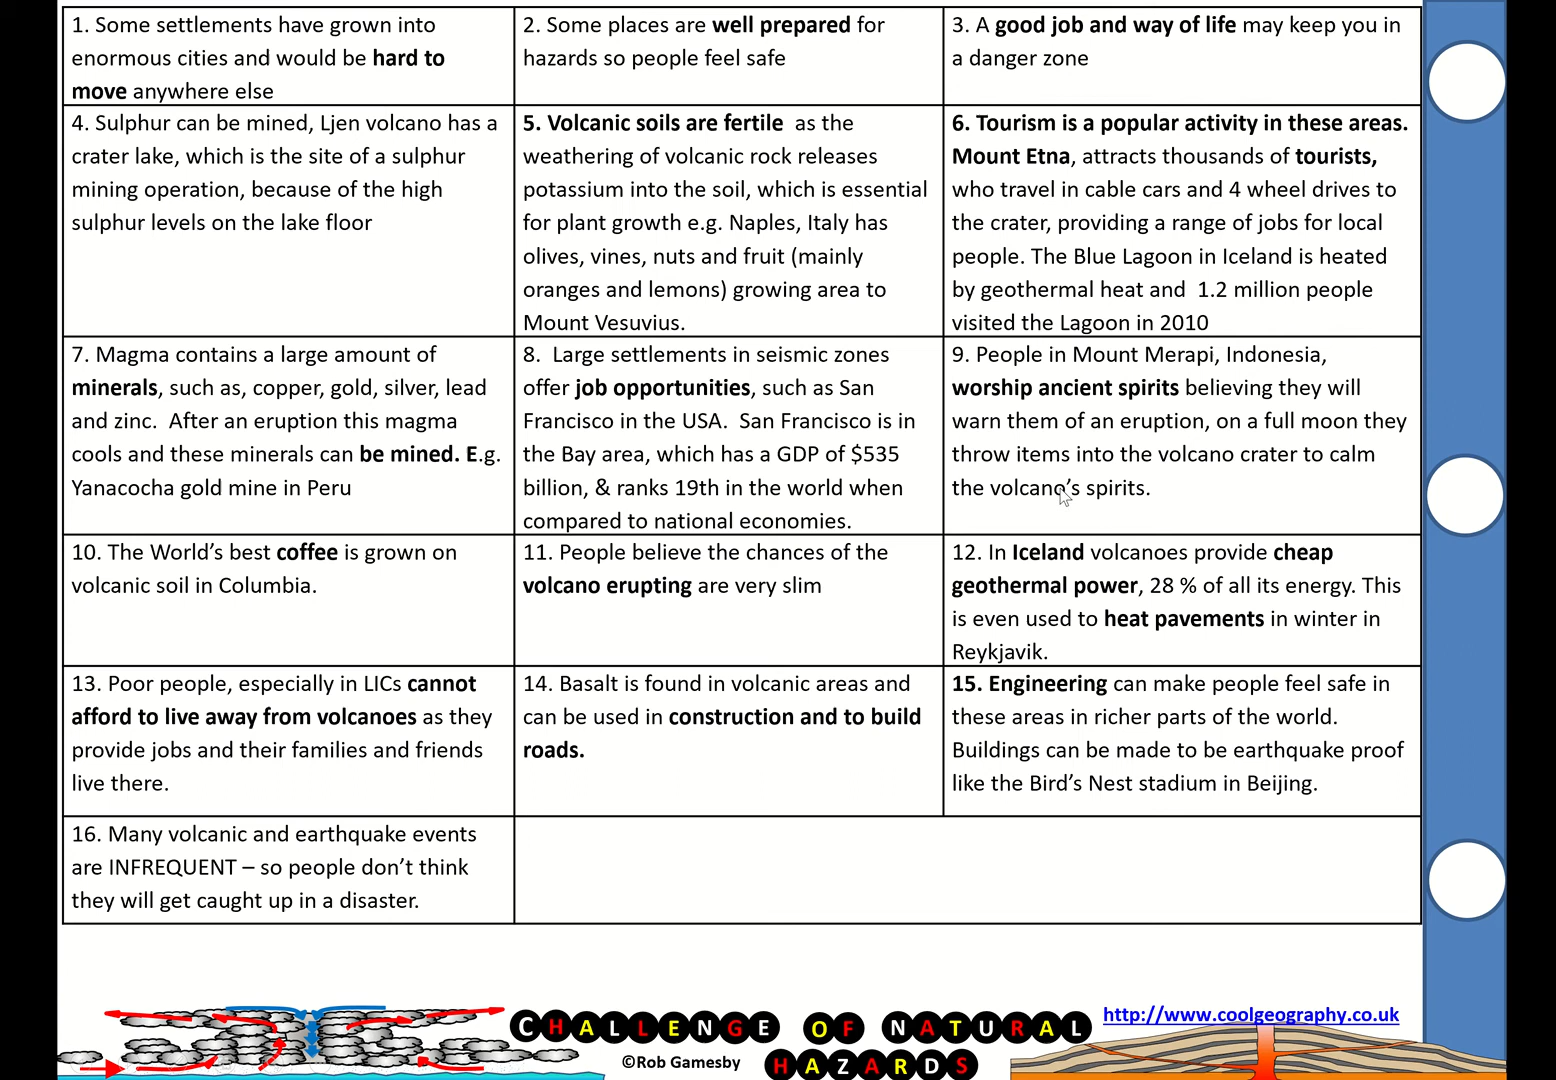 1. Some settlements have grown into
enormous cities and would be hard to
move anywhere else
2. Some places are well prepared for
hazards so people feel safe
3. A good job and way of life may keep you in
a danger zone
4. Sulphur can be mined, Ljen volcano has a
crater lake, which is the site of a sulphur
mining operation, because of the high
sulphur levels on the lake floor
5. Volcanic soils are fertile as the
weathering of volcanic rock releases
potassium into the soil, which is essential
for plant growth e.g. Naples, Italy has
olives, vines, nuts and fruit (mainly
oranges and lemons) growing area to
Mount Vesuvius.
6. Tourism is a popular activity in these areas.
Mount Etna, attracts thousands of tourists,
who travel in cable cars and 4 wheel drives to
the crater, providing a range of jobs for local
people. The Blue Lagoon in Iceland is heated
by geothermal heat and 1.2 million people
visited the Lagoon in 2010
7. Magma contains a large amount of
minerals, such as, copper, gold, silver, lead
and zinc. After an eruption this magma
cools and these minerals can be mined. E.g.
Yanacocha gold mine in Peru
8. Large settlements in seismic zones
offer job opportunities, such as San
Francisco in the USA. San Francisco is in
the Bay area, which has a GDP of $535
billion, & ranks 19th in the world when
compared to national economies.
9. People in Mount Merapi, Indonesia,
worship ancient spirits believing they will
warn them of an eruption, on a full moon they
throw items into the volcano crater to calm
the volcano's spirits.
10. The World's best coffee is grown on
volcanic soil in Columbia.
11. People believe the chances of the
volcano erupting are very slim
12. In Iceland volcanoes provide cheap
geothermal power, 28 % of all its energy. This
is even used to heat pavements in winter in
Reykjavik.
13. Poor people, especially in LICs cannot
afford to live away from volcanoes as they
provide jobs and their families and friends
live there.
14. Basalt is found in volcanic areas and
can be used in construction and to build
roads.
15. Engineering can make people feel safe in
these areas in richer parts of the world.
Buildings can be made to be earthquake proof
like the Bird's Nest stadium in Beijing.
16. Many volcanic and earthquake events
are INFREQUENT – so people don't think
they will get caught up in a disaster.
CHALLENGE OF NATURAL
HAZARDS
©Rob Gamesby
http://www.coolgeography.co.uk